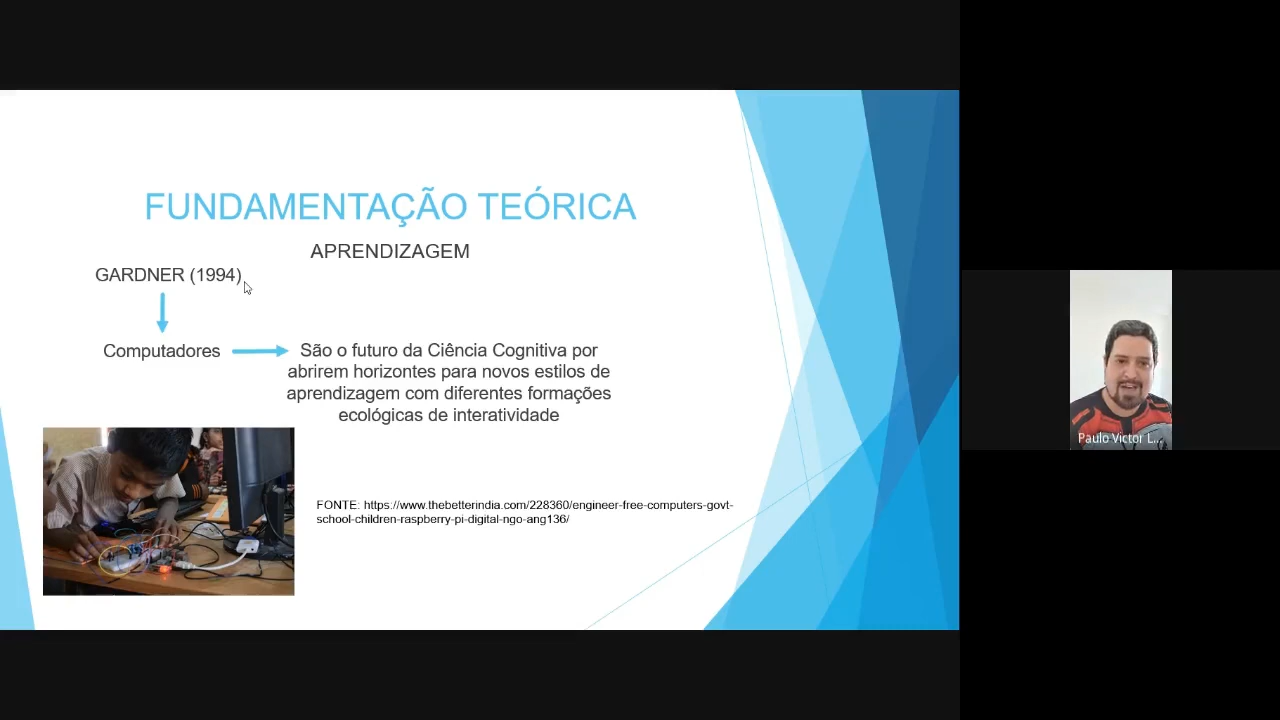 FUNDAMENTAÇÃO TEÓRICA
APRENDIZAGEM
GARDNER (1994)
Computadores
São o futuro da Ciência Cognitiva por
abrirem horizontes para novos estilos de
aprendizagem com diferentes formações
ecológicas de interatividade
FONTE: https://www.thebetterindia.com/228360/engineer-free-computers-govt-
school-children-raspberry-pi-digital-ngo-ang136/
Paulo Victor L...